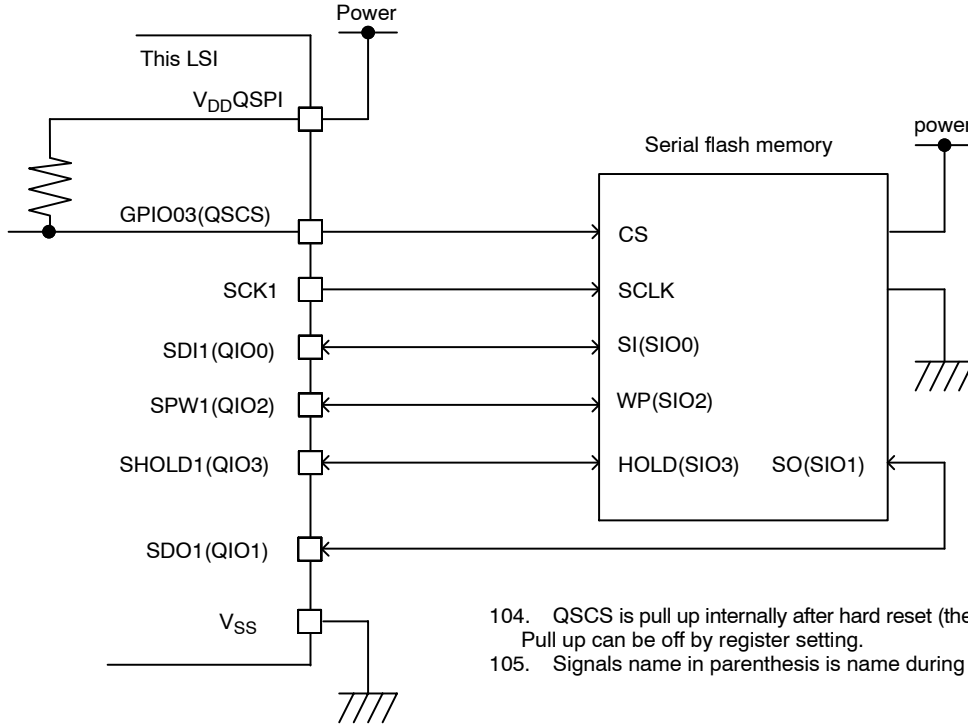 Power
This LSI
VDDQSPI
power
Serial flash memory
GPIO03(QSCS)
CS
SCK1
SCLK
SDI1(QIO0)
SI(SIO0)
SPW1(QIO2)
WP(SIO2)
SHOLD1(QIO3)
HOLD(SIO3) SO(SIO1)
SDO1(QIO1)
VSS
104. QSCS is pull up internally after hard reset (the
Pull up can be off by register setting.
105. Signals name in parenthesis is name during